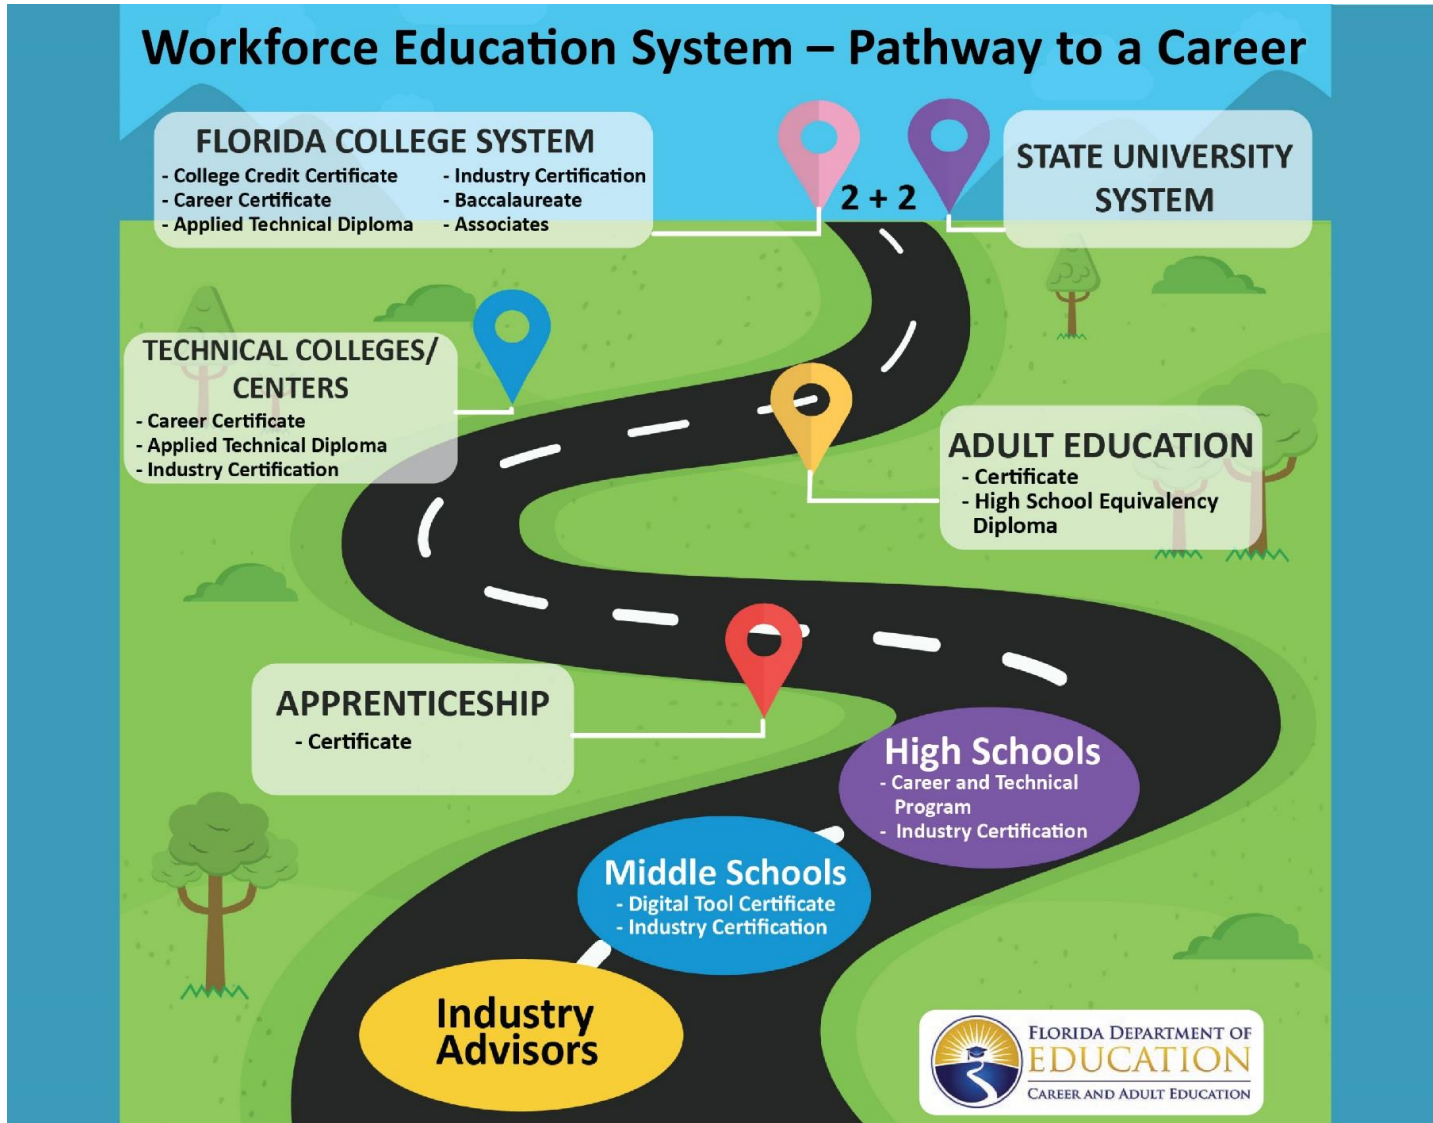 Workforce Education System – Pathway to a Career
FLORIDA COLLEGE SYSTEM
- College Credit Certificate
- Career Certificate
- Applied Technical Diploma
- Industry Certification
- Baccalaureate
- Associates
2 + 2
STATE UNIVERSITY
SYSTEM
TECHNICAL COLLEGES/
CENTERS
- Career Certificate
- Applied Technical Diploma
- Industry Certification
ADULT EDUCATION
- Certificate
- High School Equivalency
Diploma
APPRENTICESHIP
- Certificate
High Schools
- Career and Technical
Program
- Industry Certification
Middle Schools
- Digital Tool Certificate
- Industry Certification
Industry
Advisors
FLORIDA DEPARTMENT OF
EDUCATION
CAREER AND ADULT EDUCATION